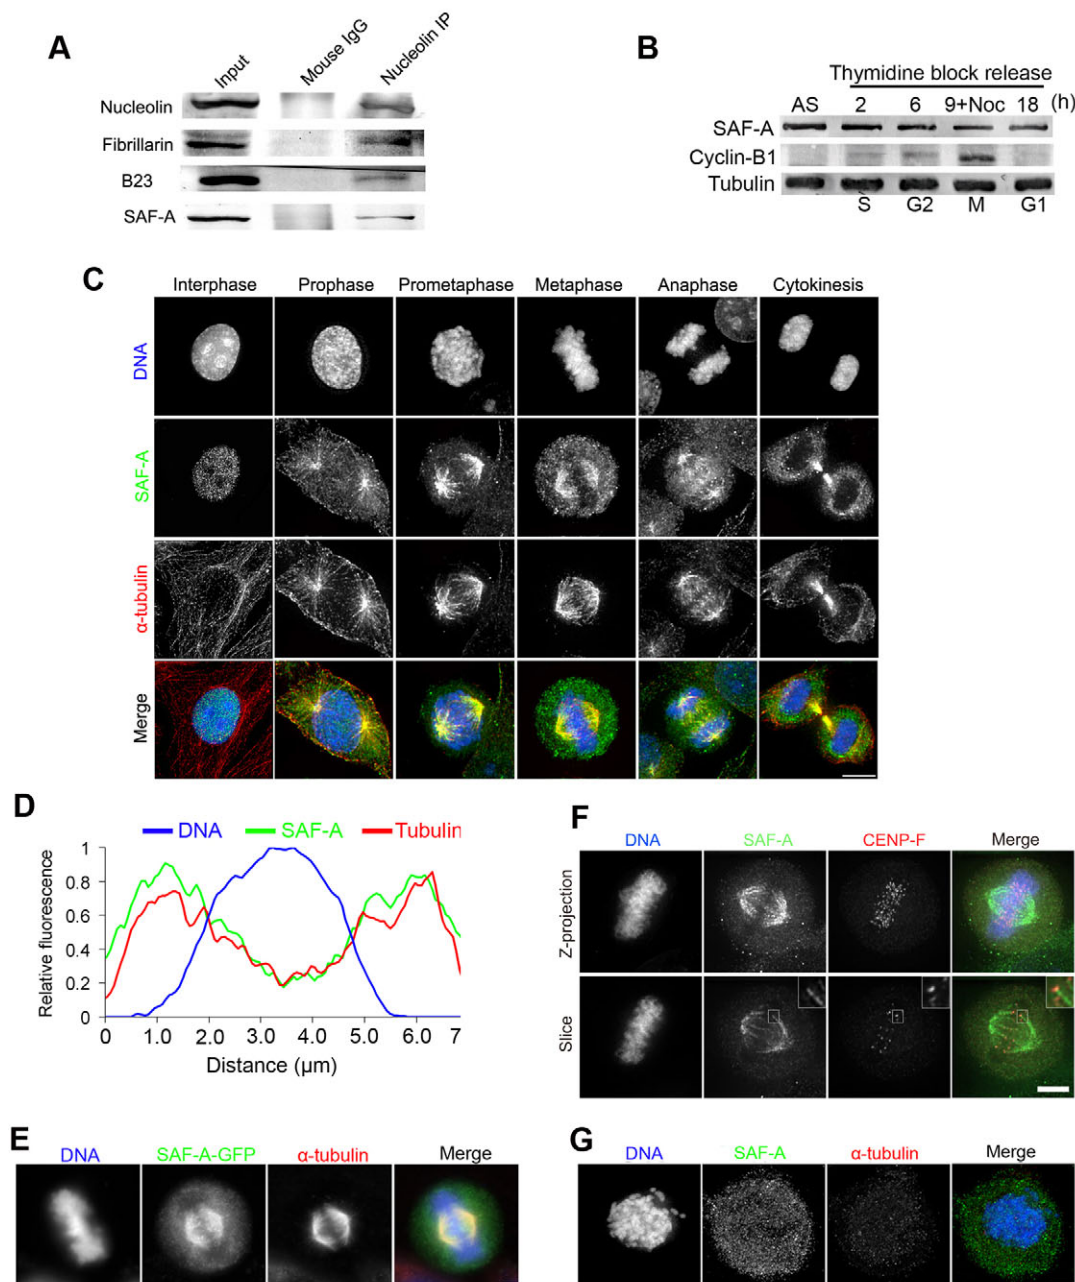 A
Input
Mouse IgG
Nucleolin IP
Nucleolin
Fibrillarin
B23
SAF-A
B
Thymidine block release
AS 2 6 9+Noc 18 (h)
SAF-A
Cyclin-B1
Tubulin
S G2 M G1
C
Interphase Prophase Prometaphase Metaphase Anaphase Cytokinesis
DNA
SAF-A
α-tubulin
Merge
D
DNA SAF-A Tubulin
Relative fluorescence
1
0.8
0.6
0.4
0.2
0
0 1.0 2.0 3.0 4.0 5.0 6.0 7
Distance (µm)
E
DNA SAF-A-GFP α-tubulin Merge
F
DNA SAF-A CENP-F Merge
Z-projection
Slice
G
DNA SAF-A α-tubulin Merge